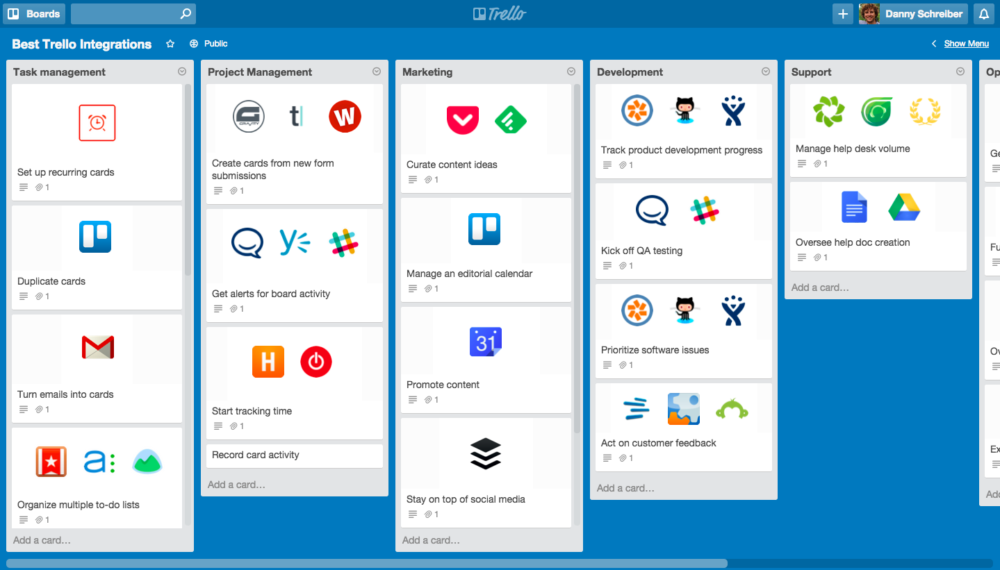 Boards
Trello
Danny Schreiber
Best Trello Integrations
Public
Show Menu
Task management
Set up recurring cards
1
Duplicate cards
1
Turn emails into cards
1
Organize multiple to-do lists
1
Add a card…
Project Management
GRAVITY
tl
W
Create cards from new form
submissions
1
Get alerts for board activity
1
H
Start tracking time
1
Record card activity
Add a card…
Marketing
Curate content ideas
1
Manage an editorial calendar
1
31
Promote content
1
Stay on top of social media
1
Add a card…
Development
Track product development progress
1
Kick off QA testing
1
Prioritize software issues
1
Act on customer feedback
1
Add a card…
Support
Manage help desk volume
1
Oversee help doc creation
1
Add a card…
Op
Ge
Fu
Ov
Ex
Add